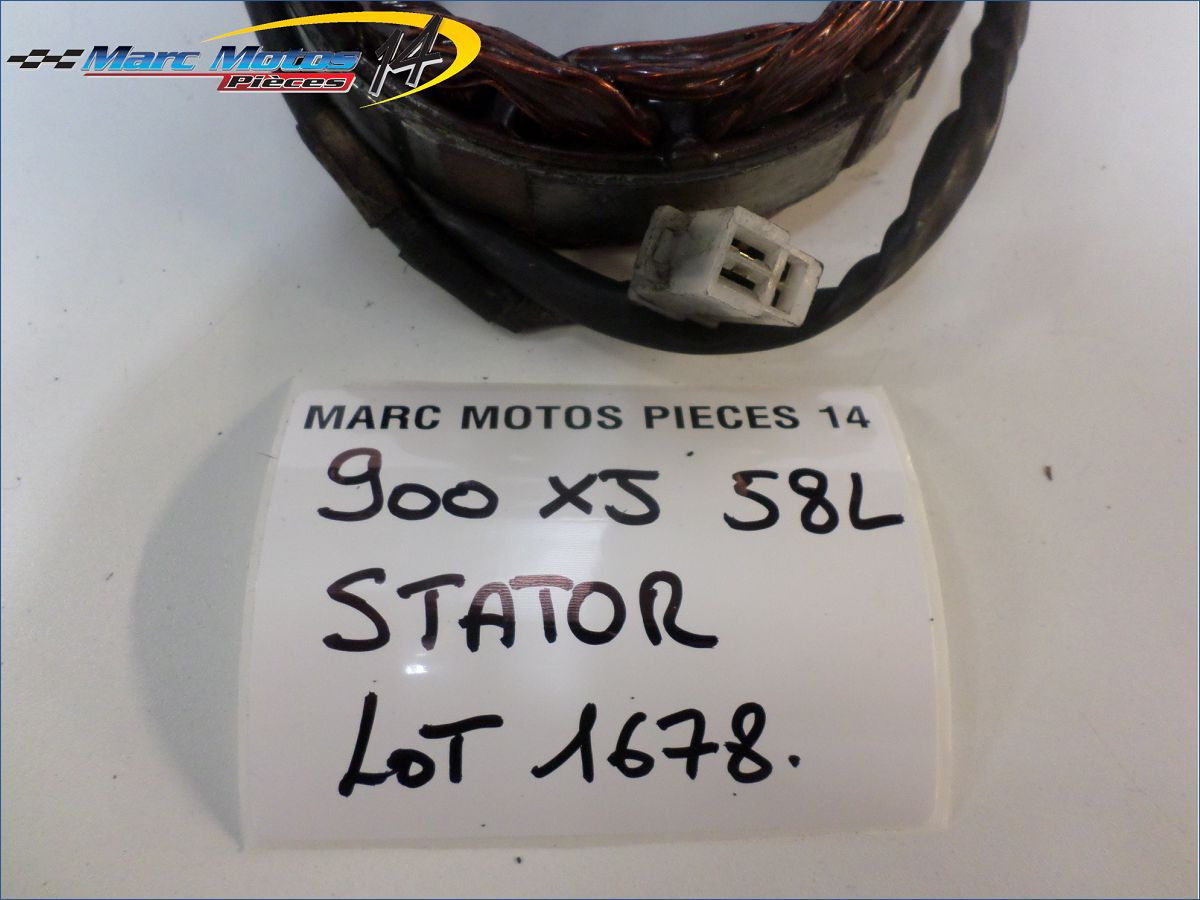 Marc Motos 14
Pièces
MARC MOTOS PIECES 14
900 XJ 58L
STATOR
LOT 1678.